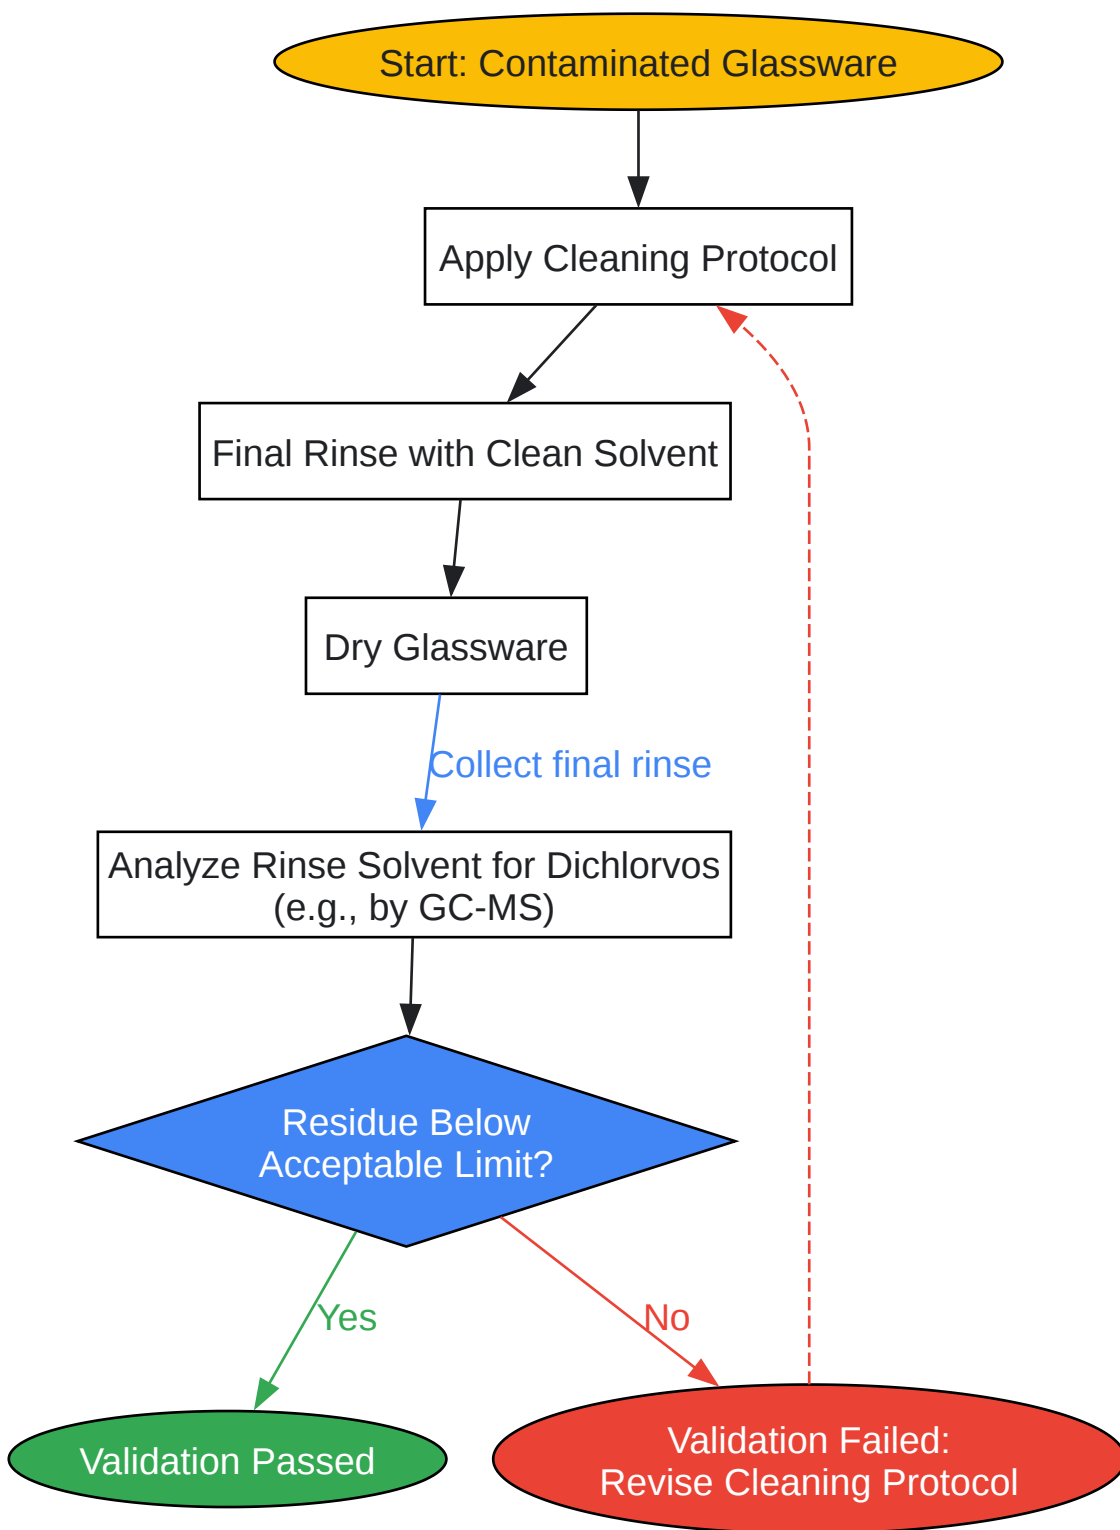 Start: Contaminated Glassware
Apply Cleaning Protocol
Final Rinse with Clean Solvent
Dry Glassware
Collect final rinse
Analyze Rinse Solvent for Dichlorvos
(e.g., by GC-MS)
Residue Below
Acceptable Limit?
Yes
No
Validation Passed
Validation Failed:
Revise Cleaning Protocol